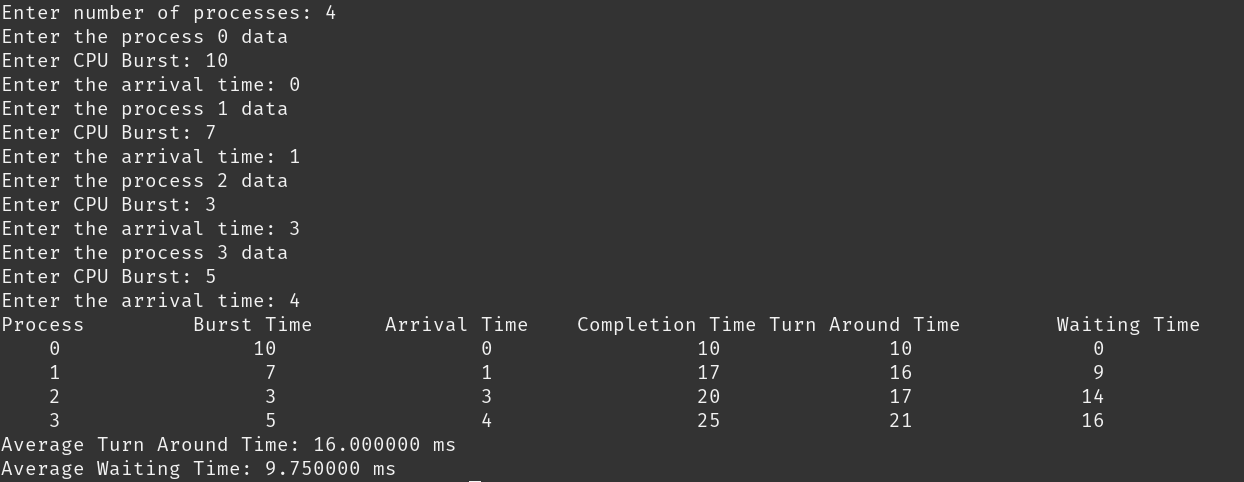 Enter number of processes: 4
Enter the process 0 data
Enter CPU Burst: 10
Enter the arrival time: 0
Enter the process 1 data
Enter CPU Burst: 7
Enter the arrival time: 1
Enter the process 2 data
Enter CPU Burst: 3
Enter the arrival time: 3
Enter the process 3 data
Enter CPU Burst: 5
Enter the arrival time: 4
Process Burst Time Arrival Time Completion Time Turn Around Time Waiting Time
0 10 0 10 10 0
1 7 1 17 16 9
2 3 3 20 17 14
3 5 4 25 21 16
Average Turn Around Time: 16.000000 ms
Average Waiting Time: 9.750000 ms